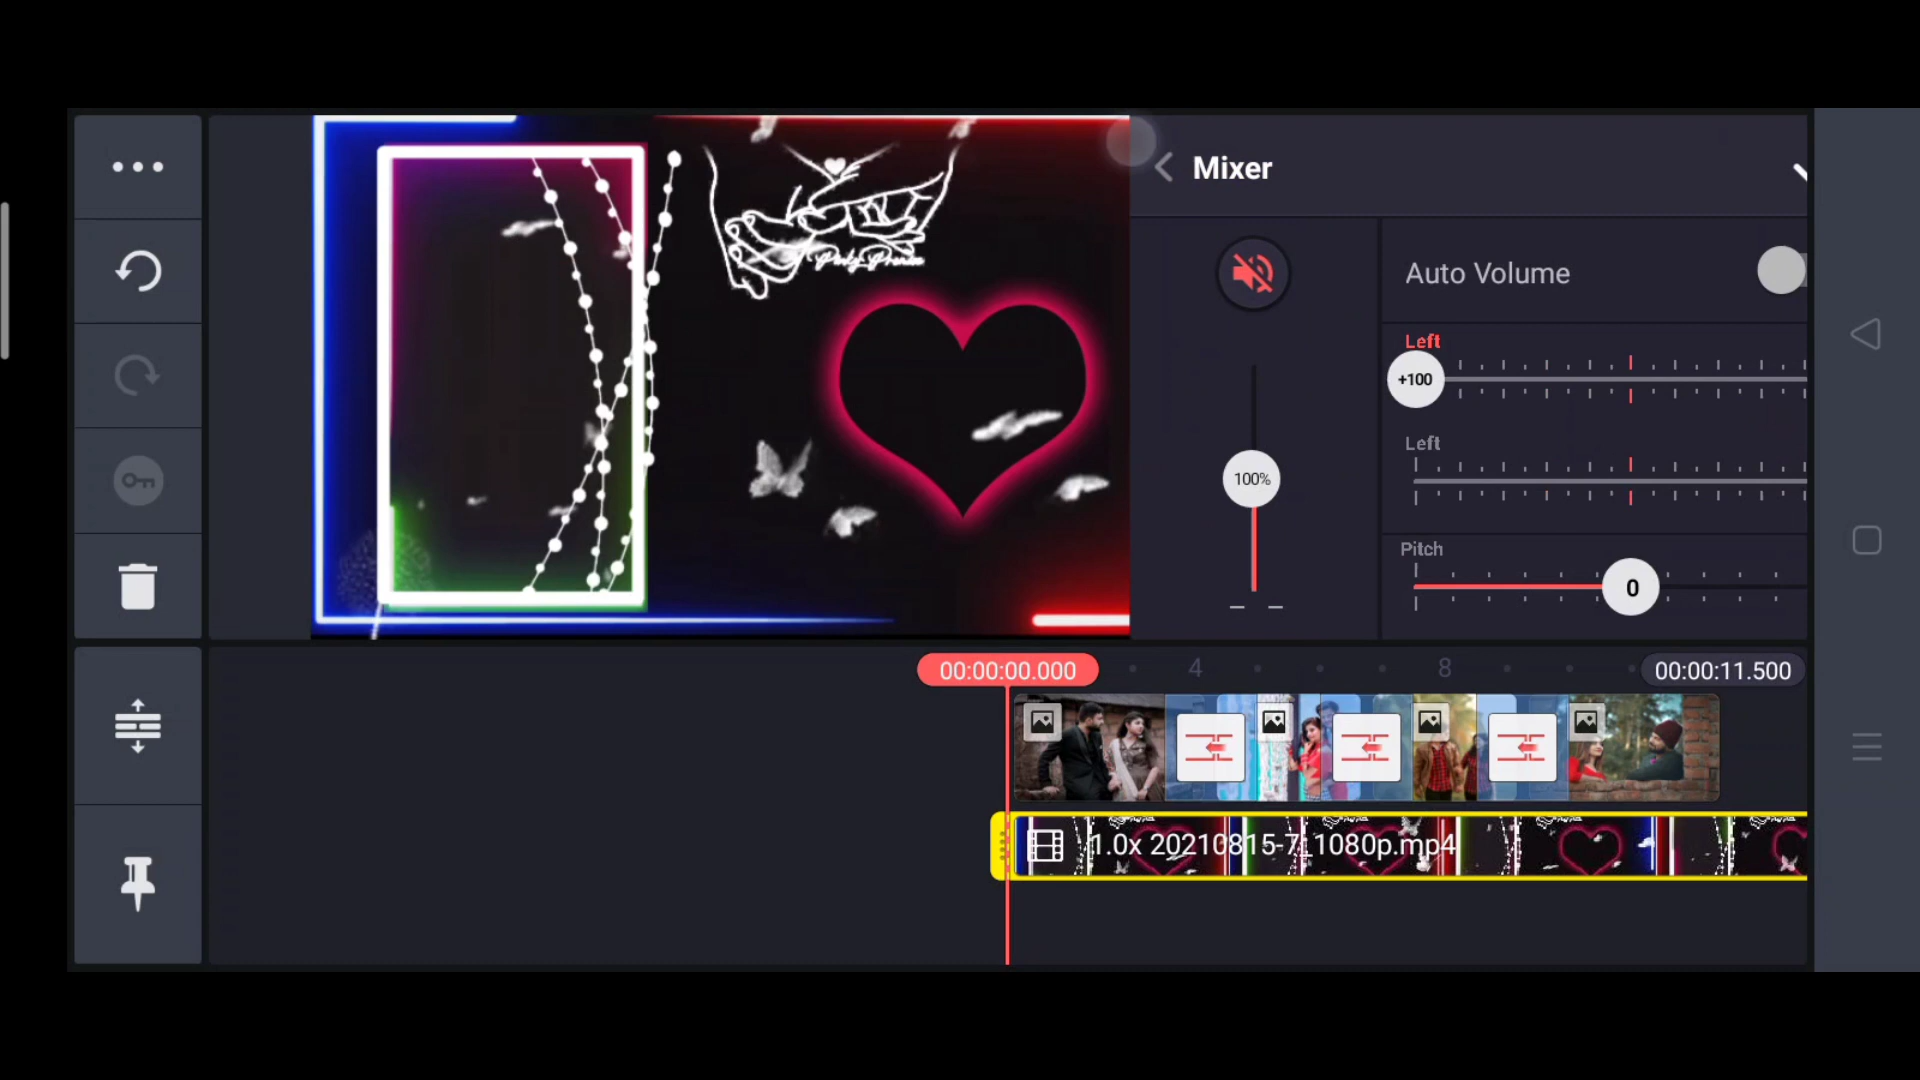 Mixer
Auto Volume
Left
+100
Left
100%
Pitch
0
00:00:00.000
4
8
00:00:11.500
1.0x 20210815-7_1080p.mp4